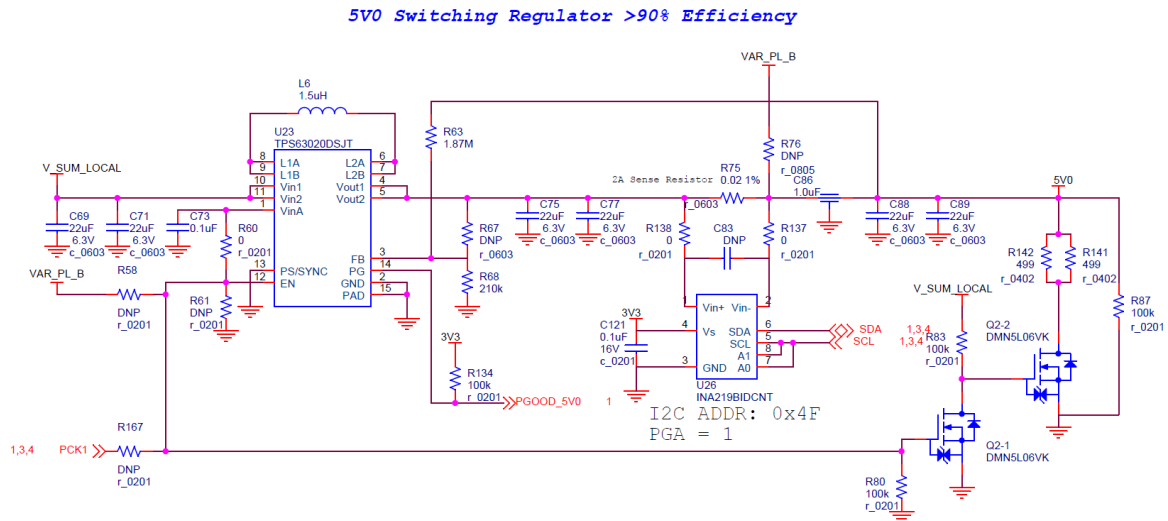 5V0 Switching Regulator >90% Efficiency
VAR_PL_B
L6
1.5uH
U23
TPS63020DSJT
8 L1A
9 L1B
10 Vin1
11 Vin2
1 VinA
13 PS/SYNC
12 EN
L2A 6
L2B 7
Vout1 4
Vout2 5
FB 3
PG 14
GND 2
PAD 15
V_SUM_LOCAL
C69
22uF
6.3V
c_0603
C71
22uF
6.3V
c_0603
C73
0.1uF
R60
0
r_0201
VAR_PL_B
R58
DNP
r_0201
R61
DNP
r_0201
R63
1.87M
R67
DNP
r_0603
R68
210k
C75
22uF
6.3V
c_0603
C77
22uF
6.3V
c_0603
2A Sense Resistor
R75
0.02 1%
r_0603
R76
DNP
r_0805
C86
1.0uF
R138
0
r_0201
C83
DNP
R137
0
r_0201
C88
22uF
6.3V
c_0603
C89
22uF
6.3V
c_0603
5V0
R142
499
r_0402
R141
499
r_0402
R87
100k
r_0201
3V3
C121
0.1uF
16V
c_0201
1 Vin+
Vin- 2
4 Vs
SDA 6
SCL 5
A1 8
3 GND
A0 7
U26
INA219BIDCNT
SDA 1,3,4
SCL 1,3,4
I2C ADDR: 0x4F
PGA = 1
3V3
R134
100k
r_0201
PGOOD_5V0 1
V_SUM_LOCAL
R83
100k
r_0201
Q2-2
DMN5L06VK
Q2-1
DMN5L06VK
R80
100k
r_0201
1,3,4 PCK1
R167
DNP
r_0201